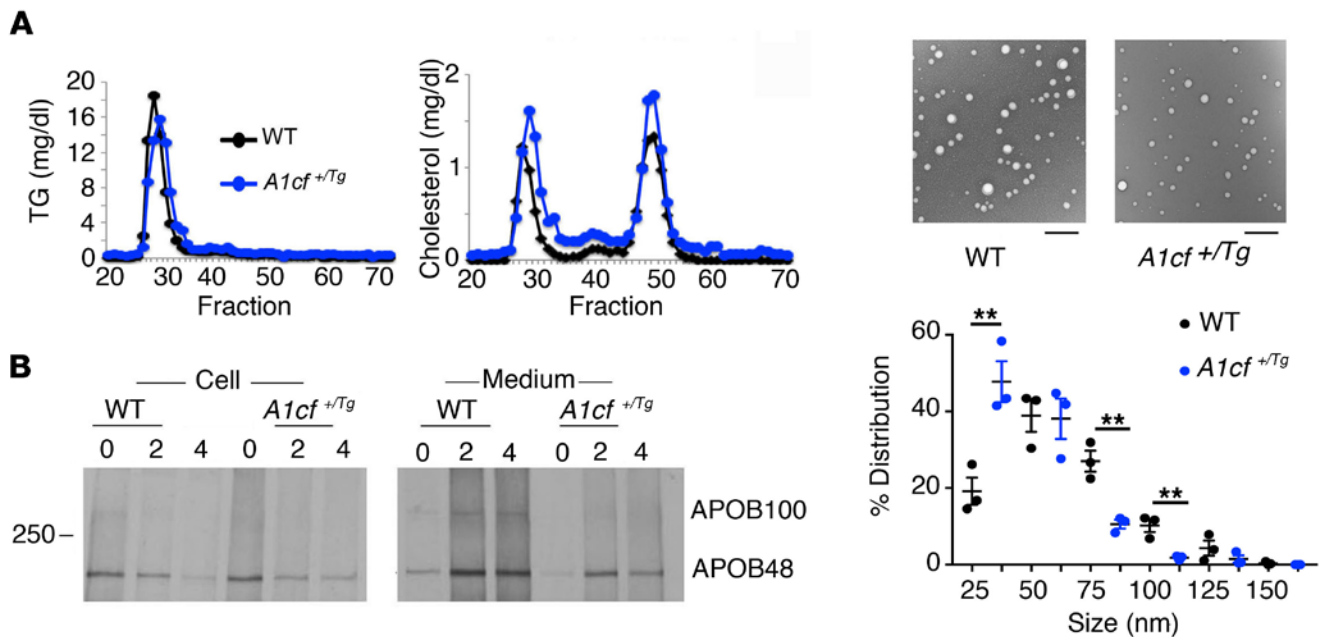 A
TG (mg/dl)
20
16
12
8
4
0
20 30 40 50 60 70
Fraction
WT
A1cf +/Tg
Cholesterol (mg/dl)
2
1
0
20 30 40 50 60 70
Fraction
WT A1cf +/Tg
B
Cell Medium
WT A1cf +/Tg WT A1cf +/Tg
0 2 4 0 2 4 0 2 4 0 2 4
250
APOB100
APOB48
% Distribution
60
40
20
0
** ** **
WT
A1cf +/Tg
25 50 75 100 125 150
Size (nm)